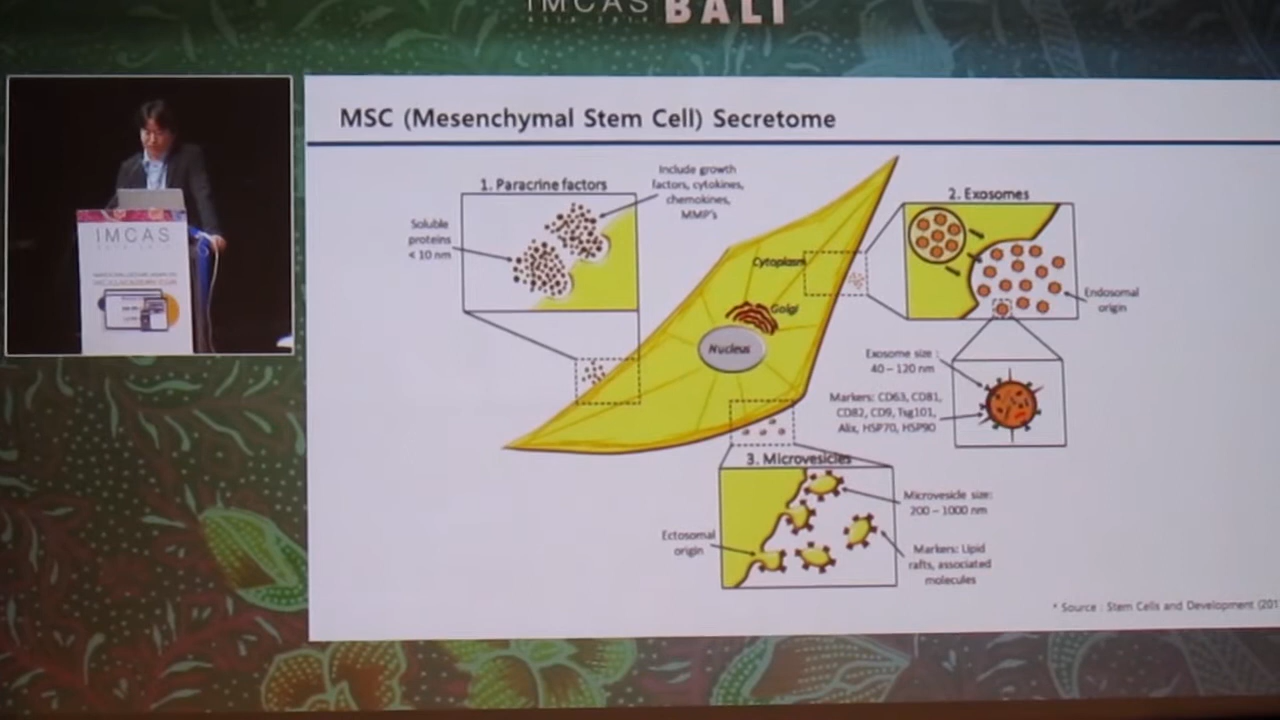 IMCAS BALI
IMCAS
MSC (Mesenchymal Stem Cell) Secretome
1. Paracrine factors
Include growth
factors, cytokines,
chemokines,
MMP's
Soluble
proteins
< 10 nm
2. Exosomes
Cytoplasm
Golgi
Nucleus
Endosomal
origin
Exosome size :
40 – 120 nm
Markers: CD63, CD81,
CD82, CD9, Tsg101,
Alix, HSP70, HSP90
3. Microvesicles
Microvesicle size:
200 – 1000 nm
Ectosomal
origin
Markers: Lipid
rafts, associated
molecules
* Source : Stem Cells and Development